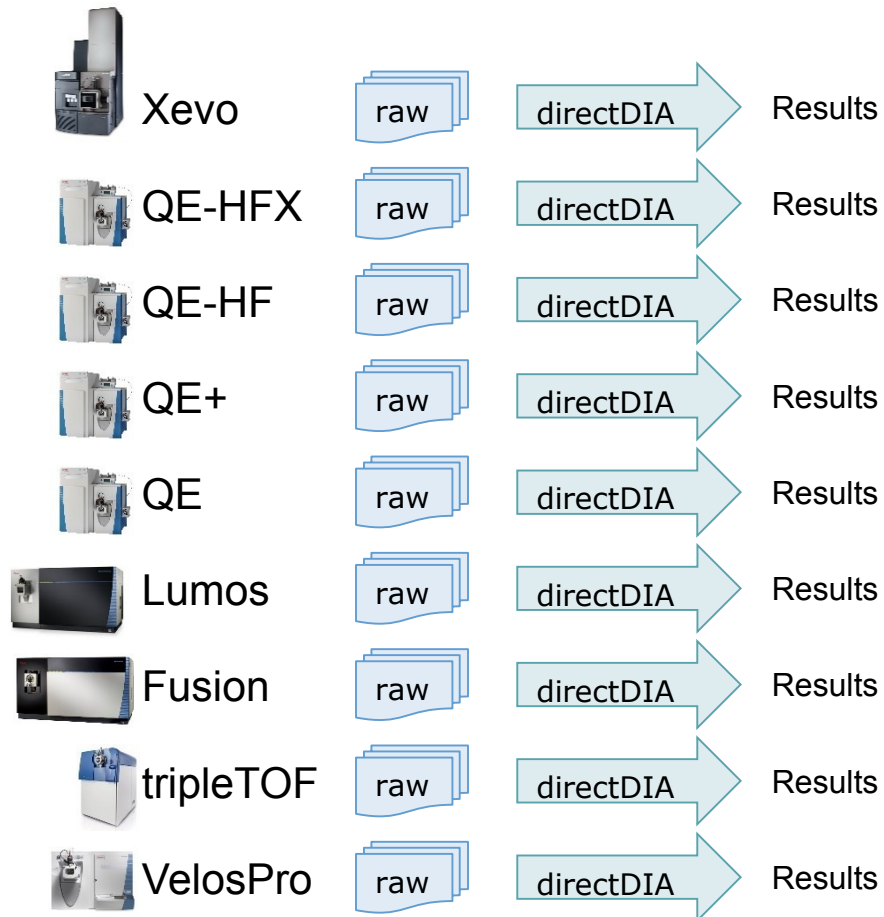 Xevo raw directDIA Results
QE-HFX raw directDIA Results
QE-HF raw directDIA Results
QE+ raw directDIA Results
QE raw directDIA Results
Lumos raw directDIA Results
Fusion raw directDIA Results
tripleTOF raw directDIA Results
VelosPro raw directDIA Results